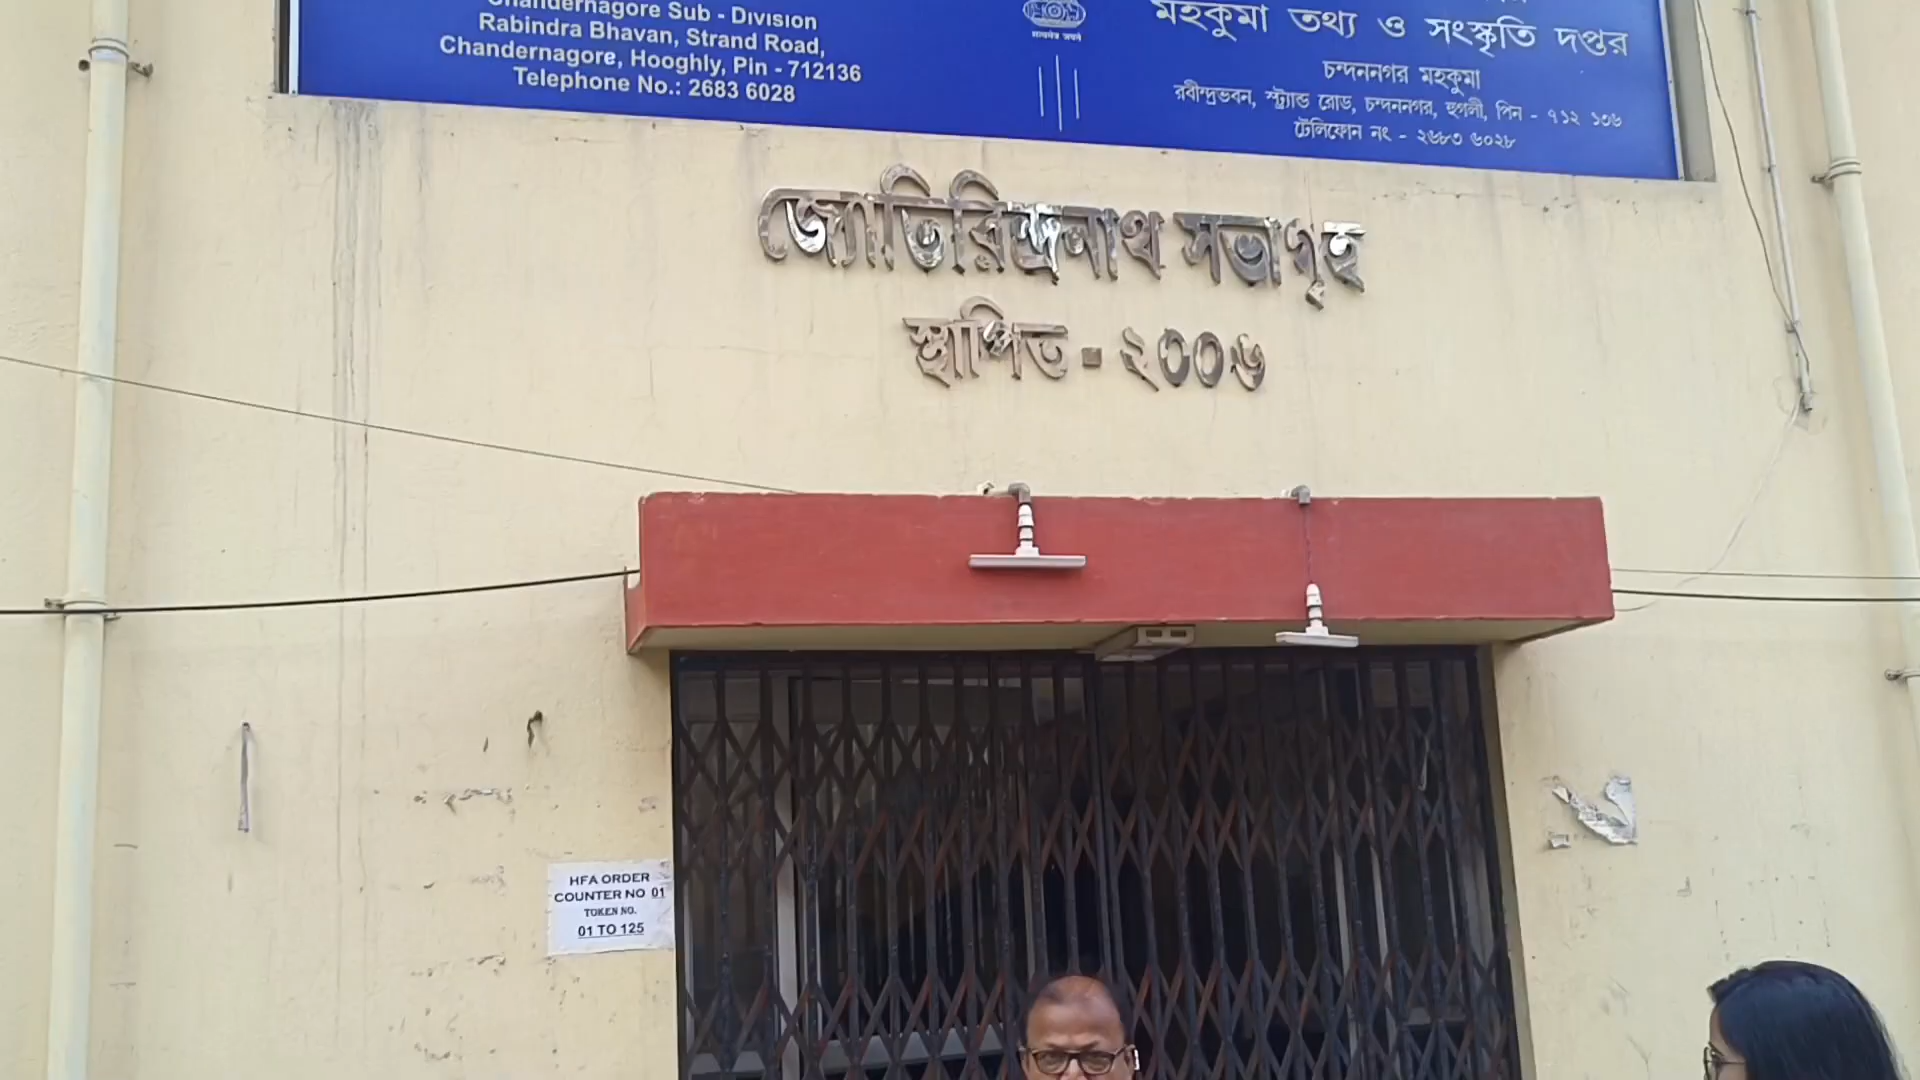 Chandernagore Sub - Division
Rabindra Bhavan, Strand Road,
Chandernagore, Hooghly, Pin - 712136
Telephone No.: 2683 6028
মহকুমা তথ্য ও সংস্কৃতি দপ্তর
চন্দননগর মহকুমা
রবীন্দ্রভবন, স্ট্র্যান্ড রোড, চন্দননগর, হুগলী, পিন - ৭১২ ১৩৬
টেলিফোন নং - ২৬৮৩ ৬০২৮
জ্যোতিরিন্দ্রনাথ সভাগৃহ
স্থাপিত - ২০০৬
HFA ORDER
COUNTER NO 01
TOKEN NO.
01 TO 125